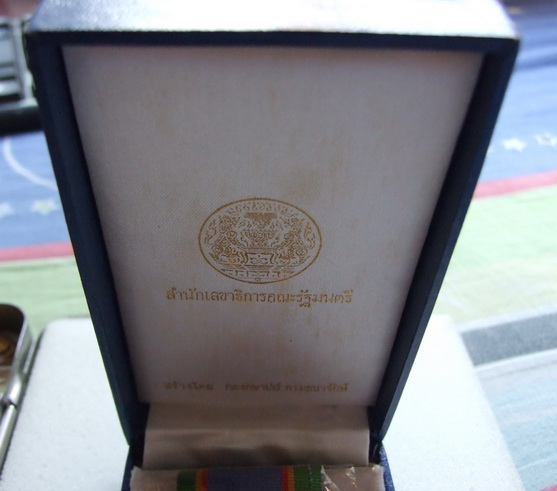 สำนักเลขาธิการคณะรัฐมนตรี
สร้างโดย กองกษาปณ์ กรมธนารักษ์